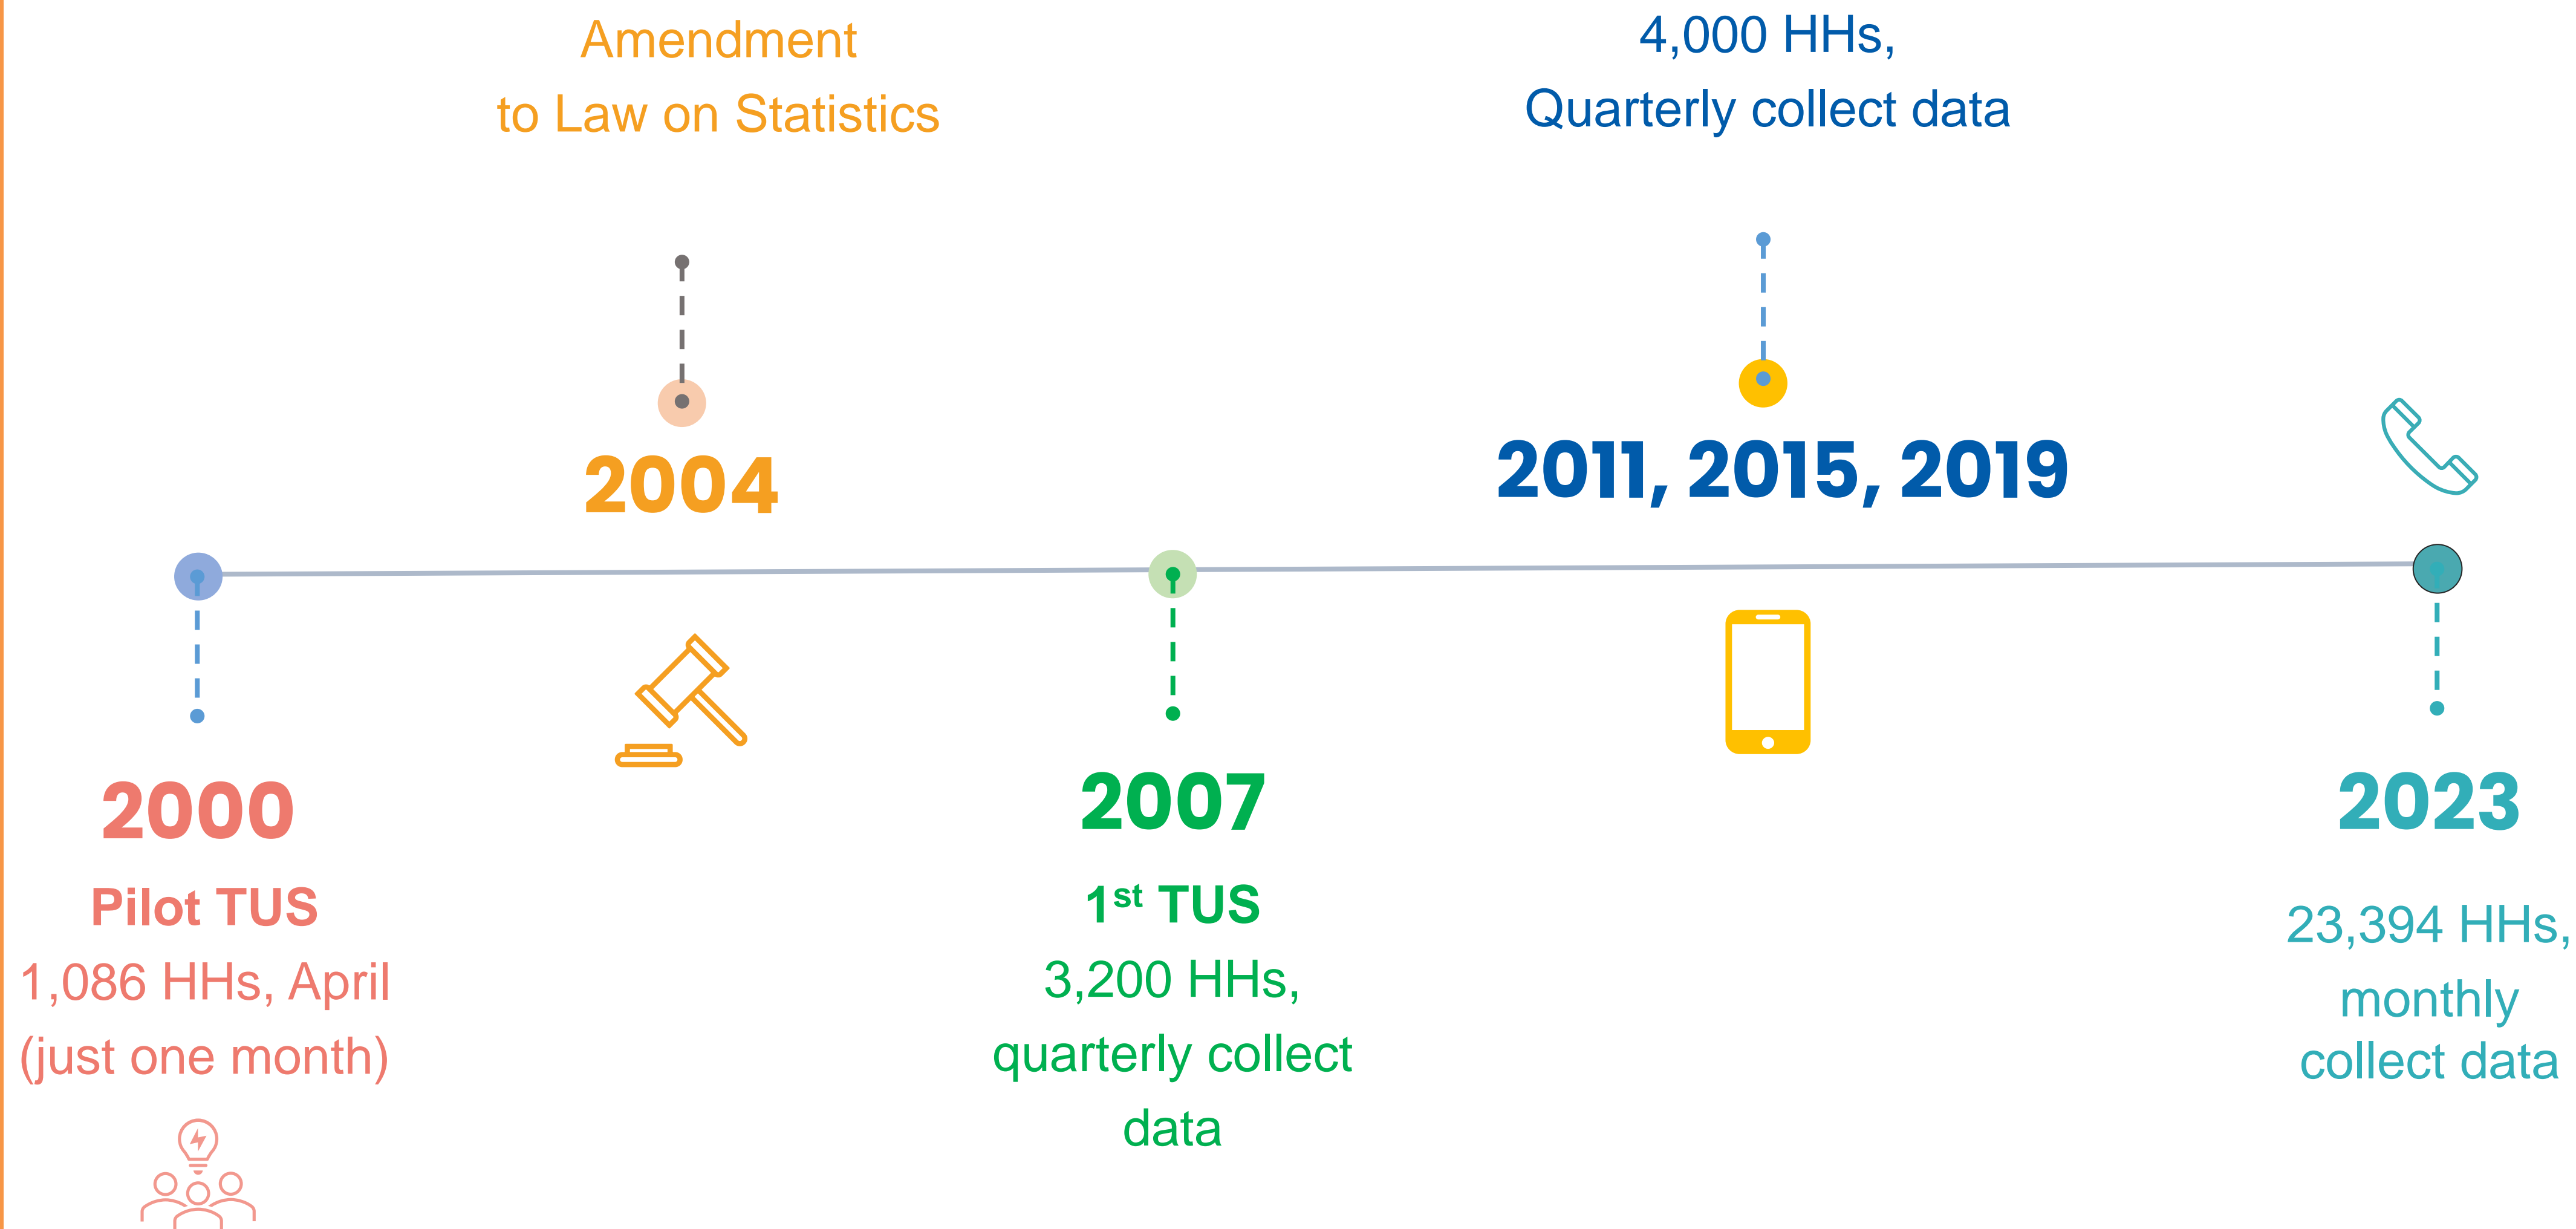 Amendment
to Law on Statistics
2004
4,000 HHs,
Quarterly collect data
2011, 2015, 2019
2000
Pilot TUS
1,086 HHs, April
(just one month)
2007
1st TUS
3,200 HHs,
quarterly collect
data
2023
23,394 HHs,
monthly
collect data